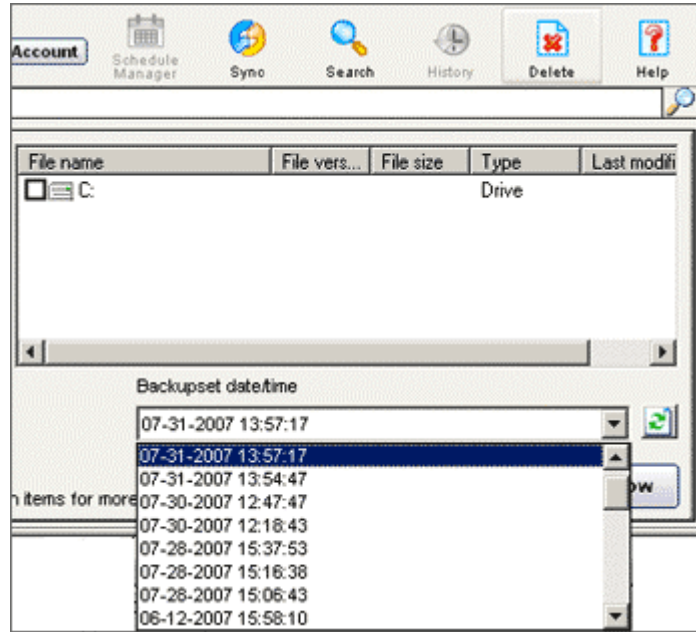 Account
Schedule
Manager
Sync
Search
History
Delete
Help
File name File vers... File size Type Last modifi
C: Drive
Backupset date/time
07-31-2007 13:57:17
07-31-2007 13:57:17
07-31-2007 13:54:47
07-30-2007 12:47:47
07-30-2007 12:18:43
07-28-2007 15:37:53
07-28-2007 15:16:38
07-28-2007 15:06:43
06-12-2007 15:58:10
n items for more
ow